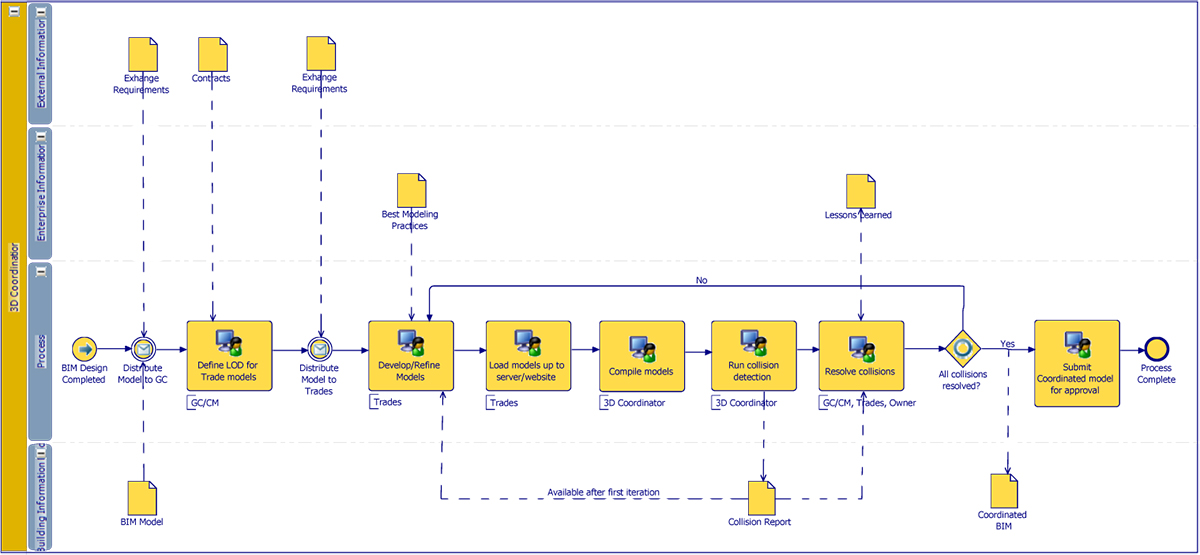 3D Coordination
External Information
Exhange
Requirements
Contracts
Exhange
Requirements
Enterprise Information
Best Modeling
Practices
Lessons Learned
Process
No
BIM Design
Completed
Distribute
Model to GC
Define LOD for
Trade models
GC/CM
Distribute
Model to
Trades
Develop/Refine
Models
Trades
Load models up to
server/website
Trades
Compile models
3D Coordinator
Run collision
detection
3D Coordinator
Resolve collisions
GC/CM, Trades, Owner
All collisions
resolved?
Yes
Submit
Coordinated model
for approval
Process
Complete
Building Information
BIM Model
Available after first iteration
Collision Report
Coordinated
BIM